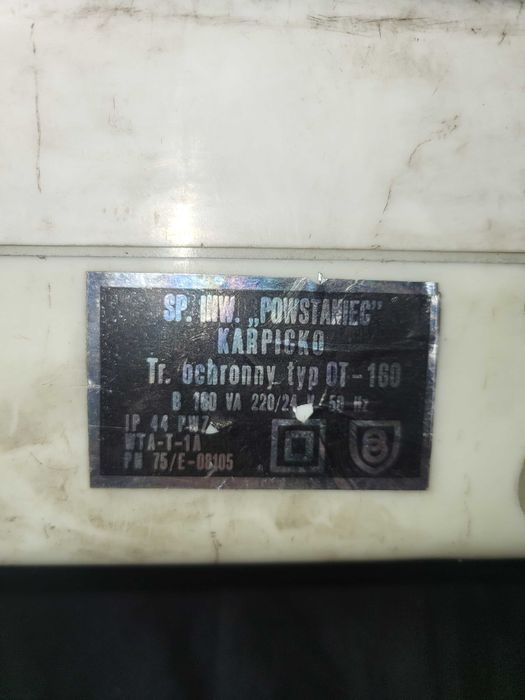 SP. INW. „POWSTANIEC"
KARPICKO
Tr. ochronny typ OT-160
B 160 VA 220/24 V/50 Hz
IP 44 PWZ
WTA-T-1A
PN 75/E-08105